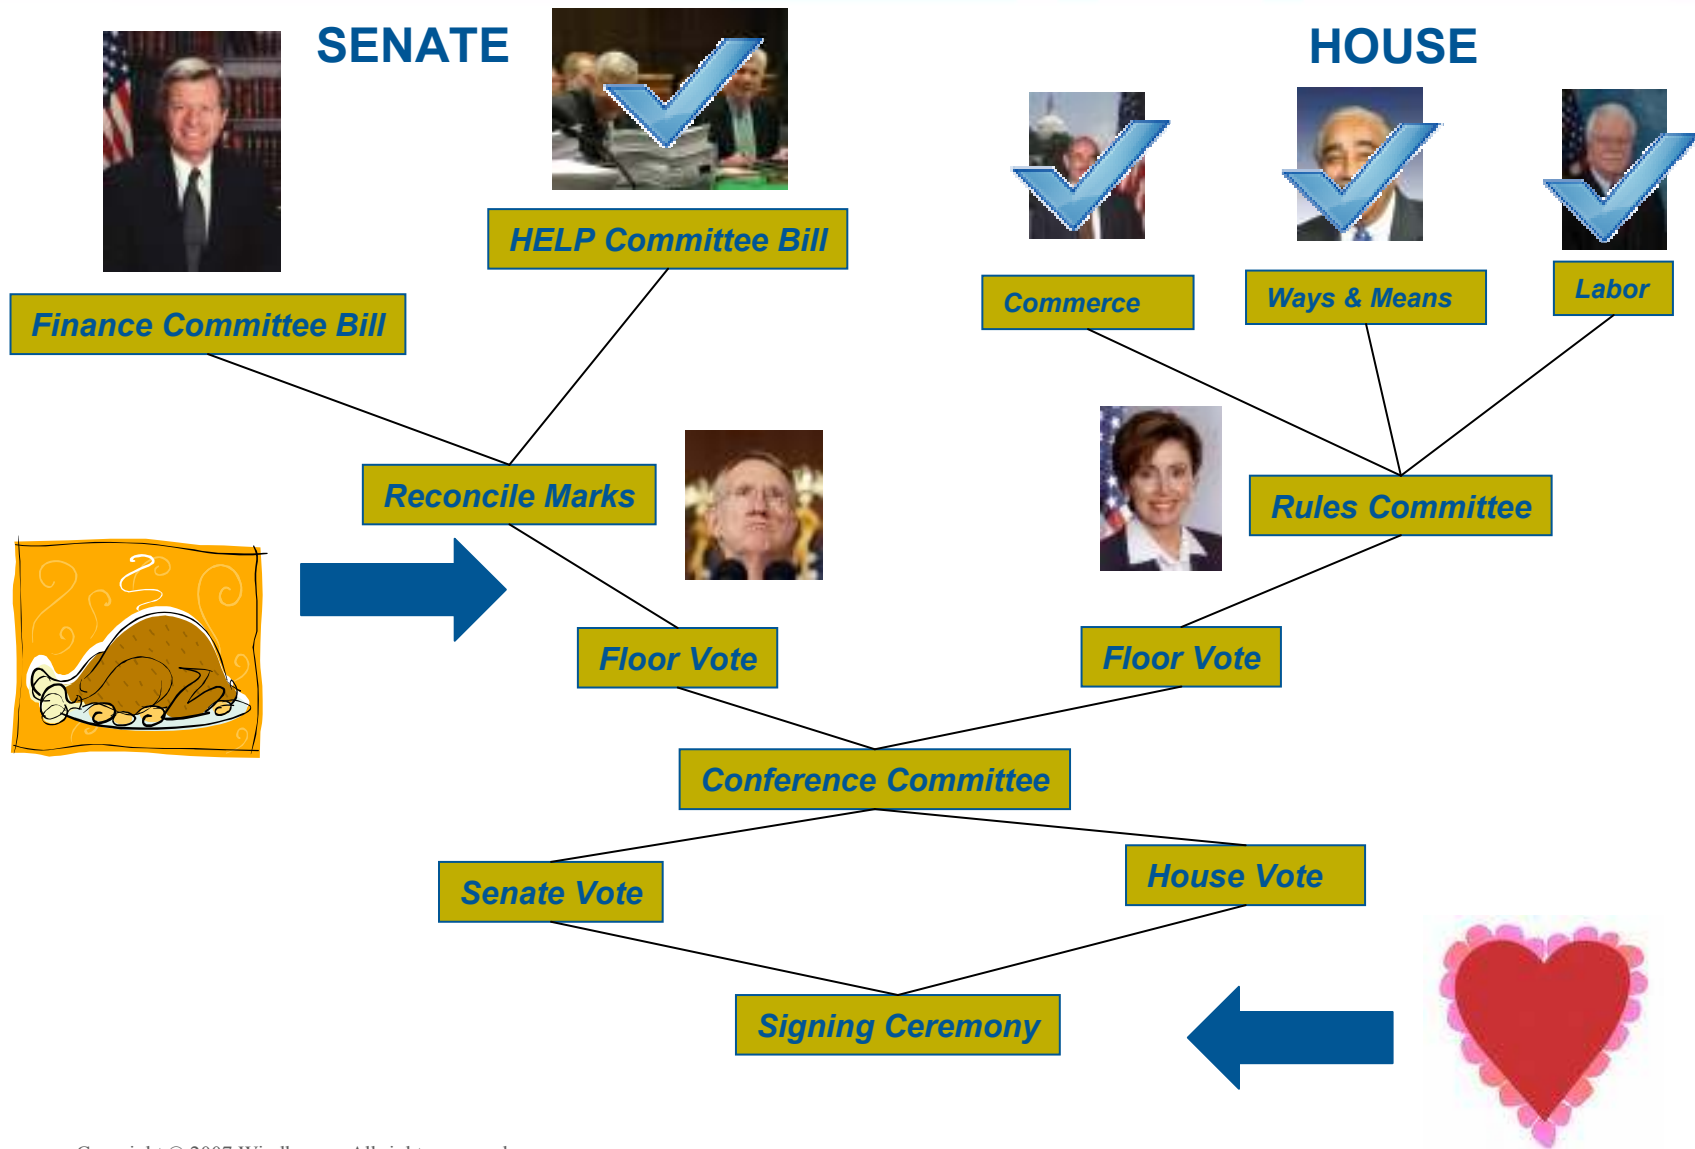 SENATE
HOUSE
HELP Committee Bill
Finance Committee Bill
Commerce
Ways & Means
Labor
Reconcile Marks
Rules Committee
Floor Vote
Floor Vote
Conference Committee
Senate Vote
House Vote
Signing Ceremony